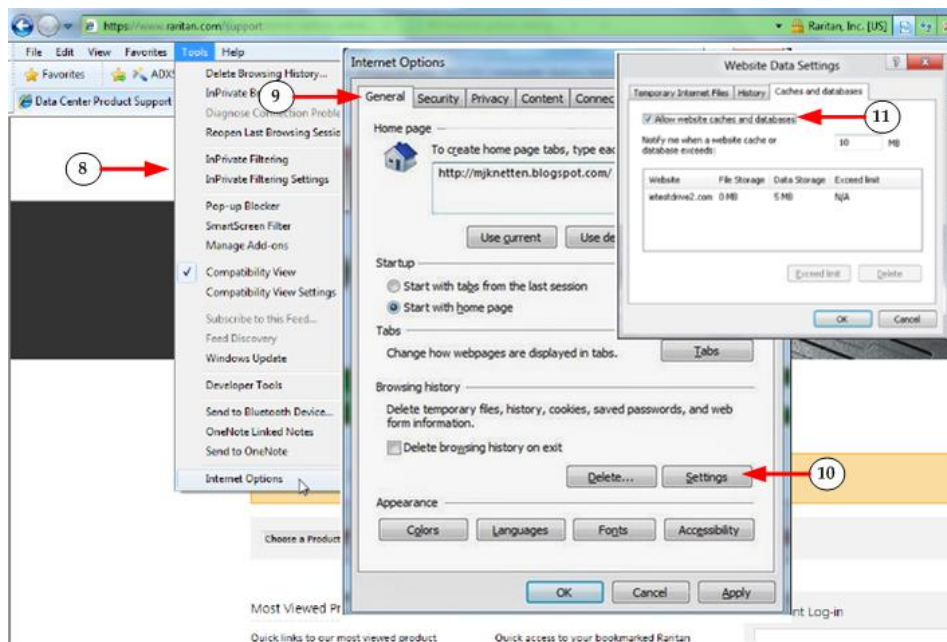 https://www.raritan.com/support
Raritan, Inc. [US]
File Edit View Favorites Tools Help
Favorites
Data Center Product Support
Delete Browsing History...
Reopen Last Browsing Sessio
InPrivate Filtering
InPrivate Filtering Settings
Pop-up Blocker
SmartScreen Filter
Manage Add-ons
Compatibility View
Compatibility View Settings
Subscribe to this Feed...
Feed Discovery
Windows Update
Developer Tools
Send to Bluetooth Device...
OneNote Linked Notes
Send to OneNote
Internet Options
8
9
Internet Options
General Security Privacy Content Connec
Home page
To create home page tabs, type eac
http://mjknetten.blogspot.com/
Use current Use de
Startup
Start with tabs from the last session
Start with home page
Tabs
Change how webpages are displayed in tabs.
Tabs
Browsing history
Delete temporary files, history, cookies, saved passwords, and web
form information.
Delete browsing history on exit
Delete... Settings
10
Appearance
Colors Languages Fonts Accessibility
OK Cancel Apply
Website Data Settings
Temporary Internet Files History Caches and databases
Allow website caches and databases
11
Notify me when a website cache or
database exceeds:
10 MB
Website File Storage Data Storage Exceed limit
ietestdrive2.com 0 MB 5 MB N/A
Exceed limit Delete
OK Cancel
Choose a Product
Most Viewed Pr
nt Log-in
Quick links to our most viewed product
Quick access to your bookmarked Raritan